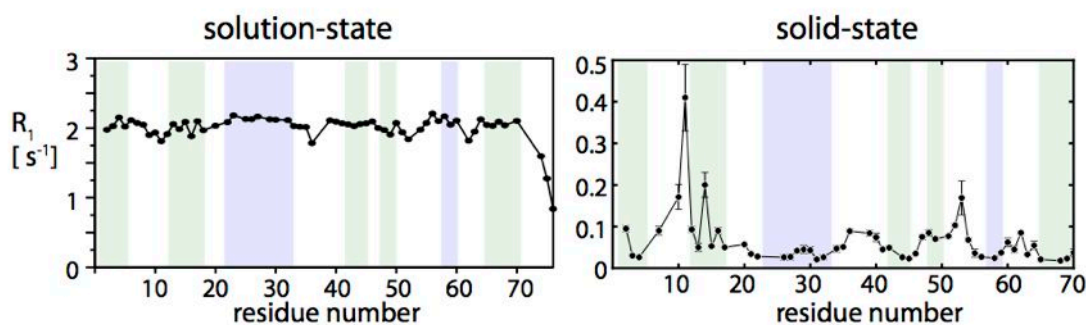 solution-state
solid-state
3
2
1
0
R1
[ s-1]
10 20 30 40 50 60 70
residue number
0.5
0.4
0.3
0.2
0.1
0
10 20 30 40 50 60 70
residue number